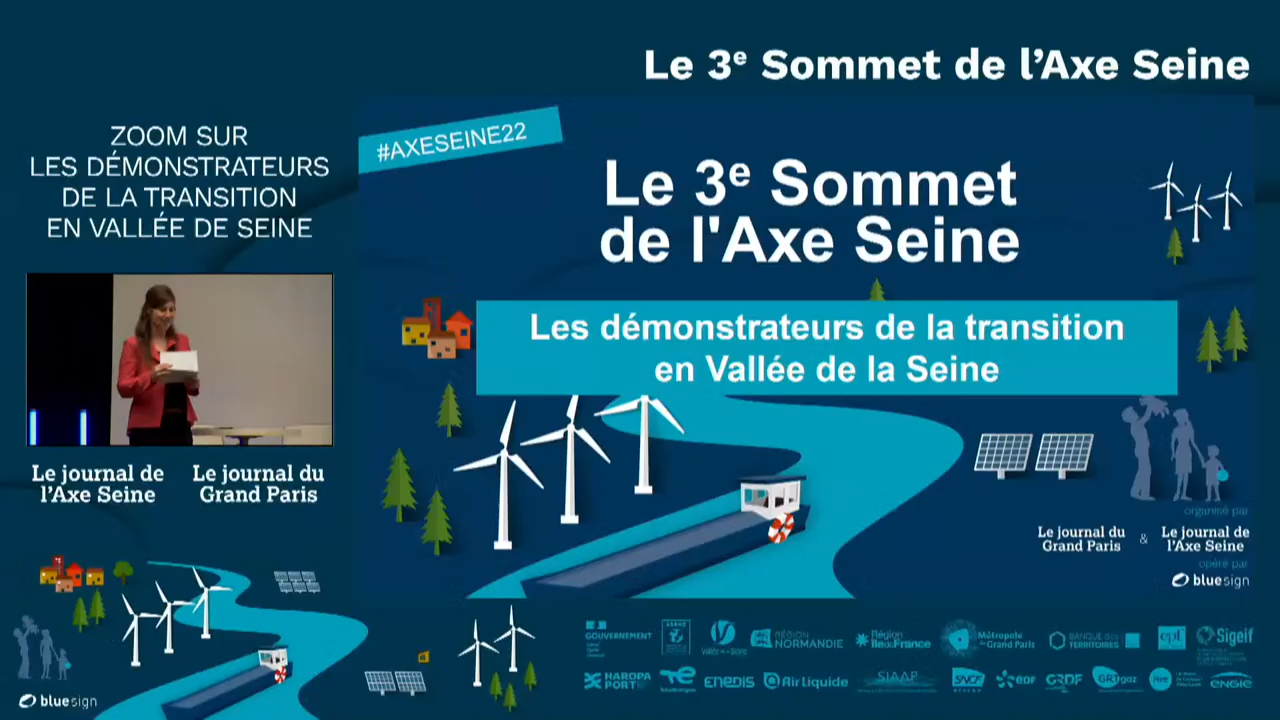 Le 3e Sommet de l'Axe Seine
ZOOM SUR
LES DÉMONSTRATEURS
DE LA TRANSITION
EN VALLÉE DE SEINE
#AXESEINE22
Le 3e Sommet
de l'Axe Seine
Les démonstrateurs de la transition
en Vallée de la Seine
Le journal de
l'Axe Seine
Le journal du
Grand Paris
organisé par
Le journal du
Grand Paris
&
Le journal de
l'Axe Seine
opéré par
bluesign
GOUVERNEMENT
RÉGION
NORMANDIE
Région
îledeFrance
Métropole
du Grand Paris
BANQUE des
TERRITOIRES
epf
Sigeif
HAROPA
PORT
TotalEnergies
ENEDIS
Air Liquide
SIAAP
SNCF
RÉSEAU
edf
GRDF
GRTgaz
ENGIE
bluesign